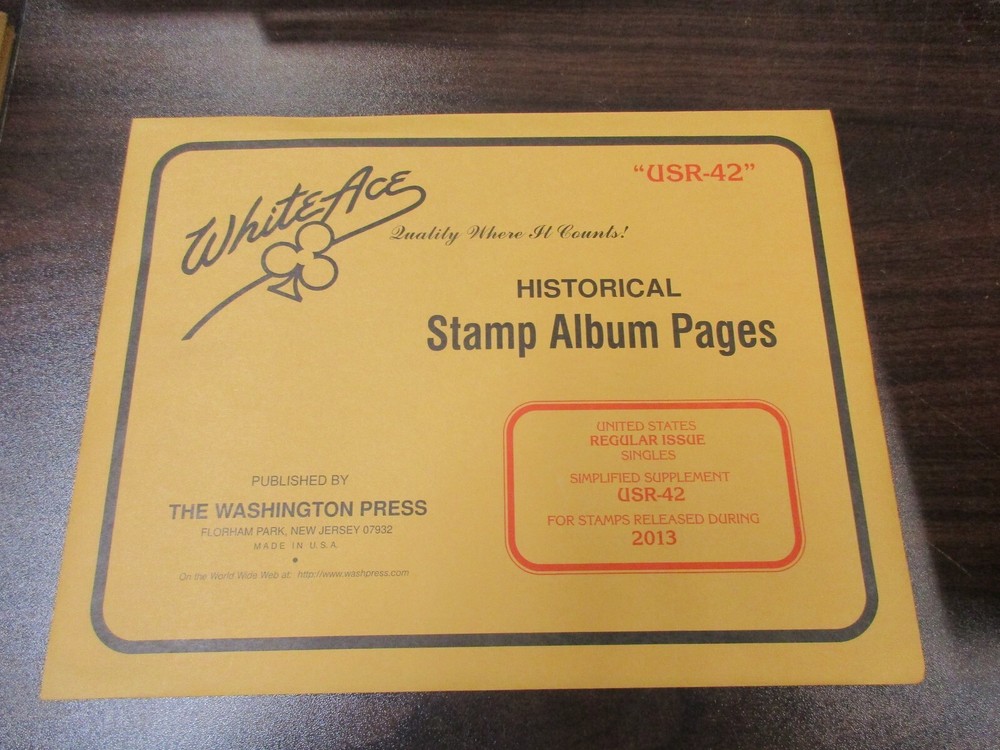 White-Ace
"USR-42"
Quality Where It Counts!
HISTORICAL
Stamp Album Pages
UNITED STATES
REGULAR ISSUE
SINGLES
SIMPLIFIED SUPPLEMENT
USR-42
FOR STAMPS RELEASED DURING
2013
PUBLISHED BY
THE WASHINGTON PRESS
FLORHAM PARK, NEW JERSEY 07932
MADE IN U.S.A.
On the World Wide Web at: http://www.washpress.com